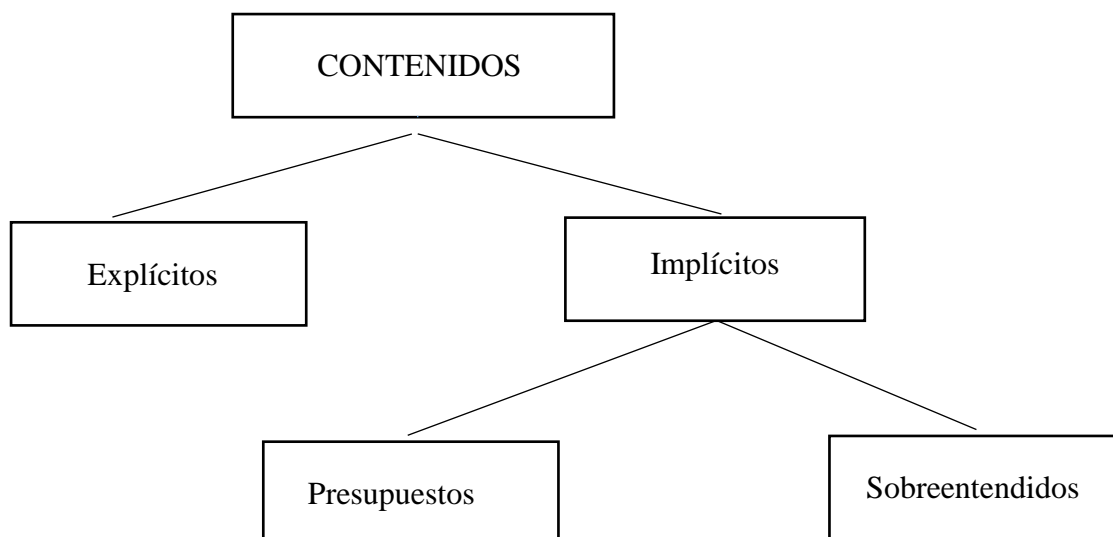 CONTENIDOS
Explícitos
Implícitos
Presupuestos
Sobreentendidos